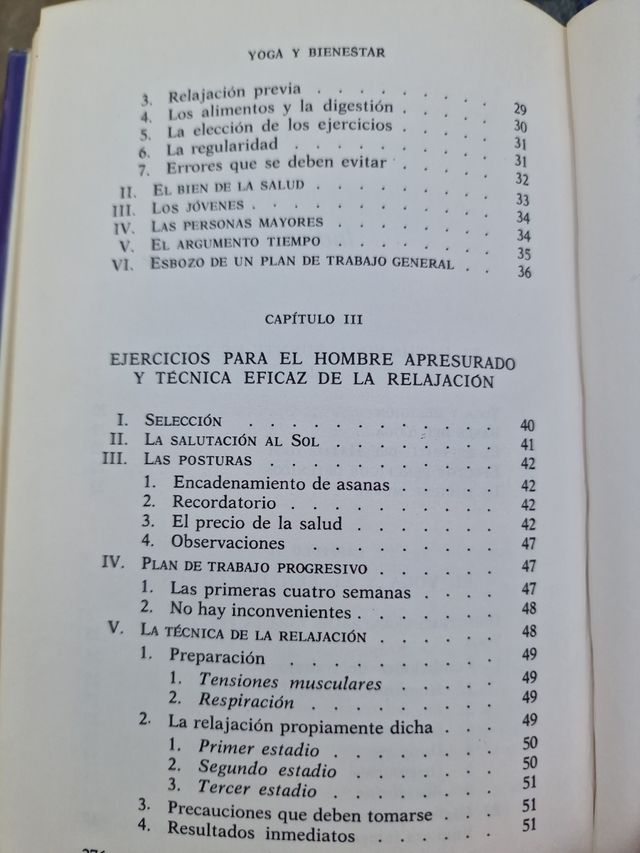 YOGA Y BIENESTAR
3. Relajación previa . . . . . . . . 29
4. Los alimentos y la digestión . . . . 30
5. La elección de los ejercicios . . . . 31
6. La regularidad . . . . . . . . 31
7. Errores que se deben evitar . . . . 32
II. EL BIEN DE LA SALUD . . . . . . . 33
III. LOS JÓVENES . . . . . . . . . 34
IV. LAS PERSONAS MAYORES . . . . . . 34
V. EL ARGUMENTO TIEMPO . . . . . . 35
VI. ESBOZO DE UN PLAN DE TRABAJO GENERAL . . 36
CAPÍTULO III
EJERCICIOS PARA EL HOMBRE APRESURADO
Y TÉCNICA EFICAZ DE LA RELAJACIÓN
I. SELECCIÓN . . . . . . . . . . 40
II. LA SALUTACIÓN AL SOL . . . . . . . 41
III. LAS POSTURAS . . . . . . . . . 42
1. Encadenamiento de asanas . . . . . 42
2. Recordatorio . . . . . . . . 42
3. El precio de la salud . . . . . . 42
4. Observaciones . . . . . . . . 47
IV. PLAN DE TRABAJO PROGRESIVO . . . . . 47
1. Las primeras cuatro semanas . . . . 47
2. No hay inconvenientes . . . . . . 48
V. LA TÉCNICA DE LA RELAJACIÓN . . . . . 48
1. Preparación . . . . . . . . 49
1. Tensiones musculares . . . . . 49
2. Respiración . . . . . . . . 49
2. La relajación propiamente dicha . . . 49
1. Primer estadio . . . . . . . 50
2. Segundo estadio . . . . . . 50
3. Tercer estadio . . . . . . . 51
3. Precauciones que deben tomarse . . . 51
4. Resultados inmediatos . . . . . . 51